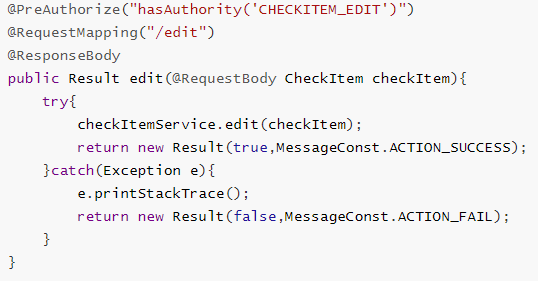 @PreAuthorize("hasAuthority('CHECKITEM_EDIT')")
@RequestMapping("/edit")
@ResponseBody
public Result edit(@RequestBody CheckItem checkItem){
    try{
        checkItemService.edit(checkItem);
        return new Result(true,MessageConst.ACTION_SUCCESS);
    }catch(Exception e){
        e.printStackTrace();
        return new Result(false,MessageConst.ACTION_FAIL);
    }
}